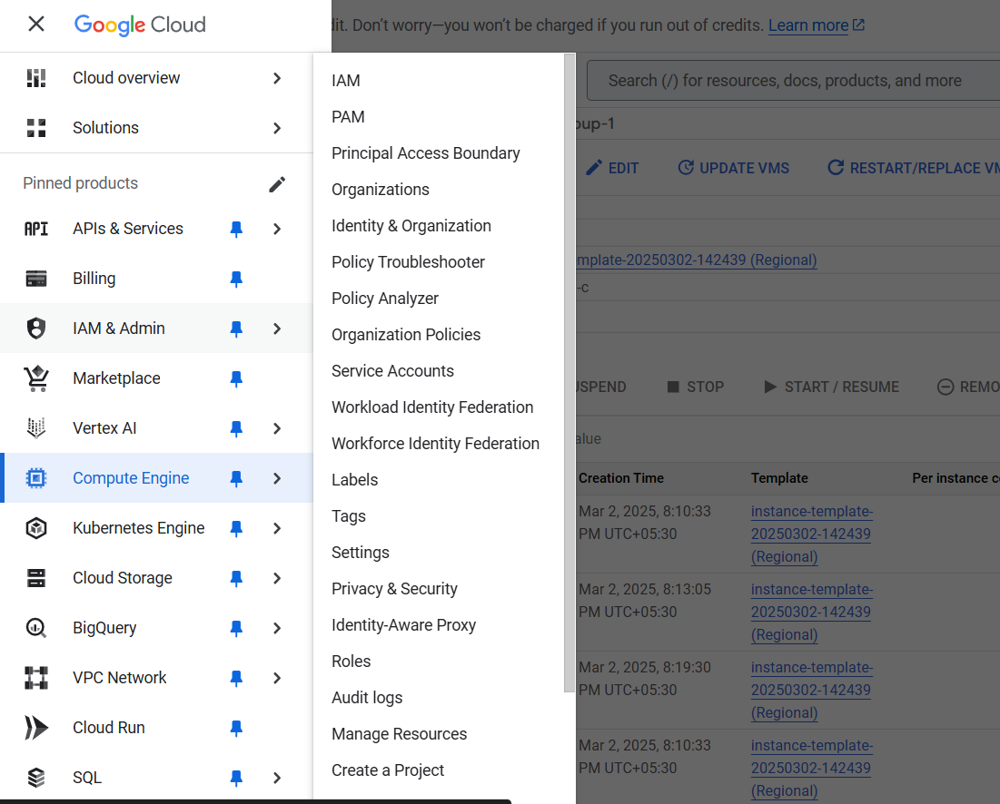 Google Cloud
dit. Don't worry—you won't be charged if you run out of credits. Learn more
Cloud overview
Solutions
Pinned products
API APIs & Services
Billing
IAM & Admin
Marketplace
Vertex AI
Compute Engine
Kubernetes Engine
Cloud Storage
BigQuery
VPC Network
Cloud Run
SQL
IAM
PAM
Principal Access Boundary
Organizations
Identity & Organization
Policy Troubleshooter
Policy Analyzer
Organization Policies
Service Accounts
Workload Identity Federation
Workforce Identity Federation
Labels
Tags
Settings
Privacy & Security
Identity-Aware Proxy
Roles
Audit logs
Manage Resources
Create a Project
Search (/) for resources, docs, products, and more
oup-1
EDIT UPDATE VMS RESTART/REPLACE VM
mplate-20250302-142439 (Regional)
-c
USPEND STOP START / RESUME REMO
alue
Creation Time Template Per instance co
Mar 2, 2025, 8:10:33 instance-template-
PM UTC+05:30 20250302-142439
(Regional)
Mar 2, 2025, 8:13:05 instance-template-
PM UTC+05:30 20250302-142439
(Regional)
Mar 2, 2025, 8:19:30 instance-template-
PM UTC+05:30 20250302-142439
(Regional)
Mar 2, 2025, 8:10:33 instance-template-
PM UTC+05:30 20250302-142439
(Regional)